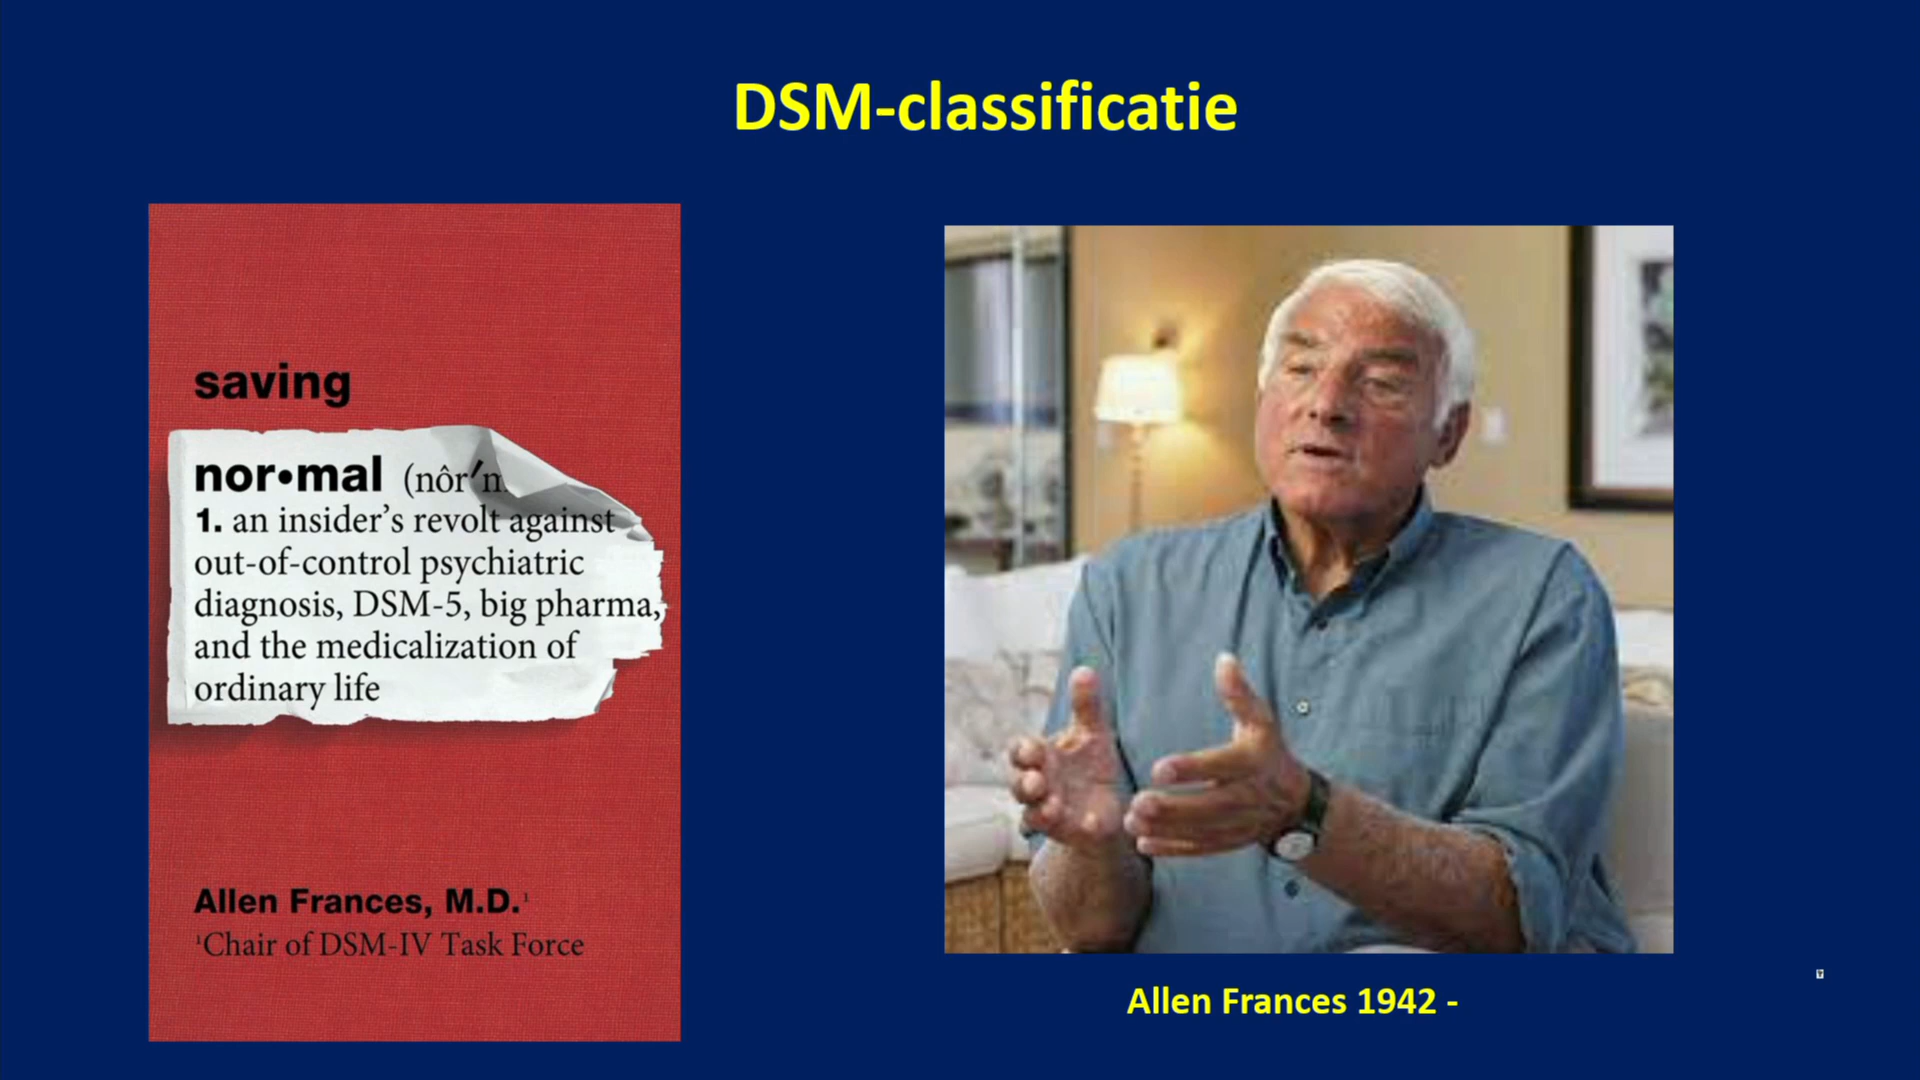 DSM-classificatie
saving
nor•mal (nôr′m
1. an insider’s revolt against
out-of-control psychiatric
diagnosis, DSM-5, big pharma,
and the medicalization of
ordinary life
Allen Frances, M.D.¹
¹Chair of DSM-IV Task Force
Allen Frances 1942 -